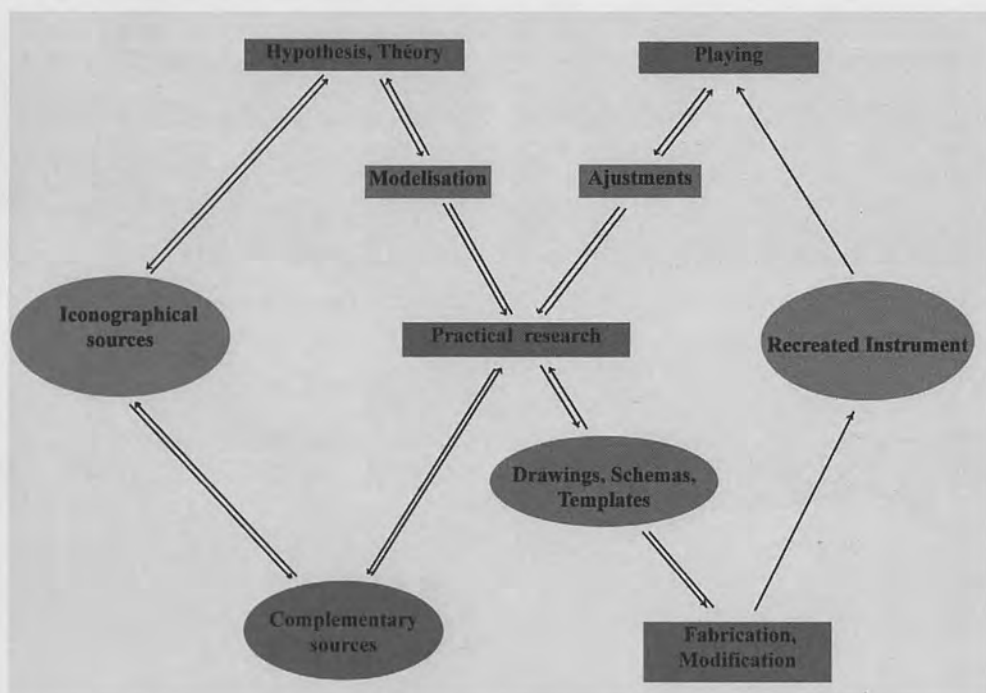 Hypothesis, Théory
Playing
Modelisation
Ajustments
Iconographical
sources
Practical research
Recreated Instrument
Drawings, Schemas,
Templates
Complementary
sources
Fabrication,
Modification